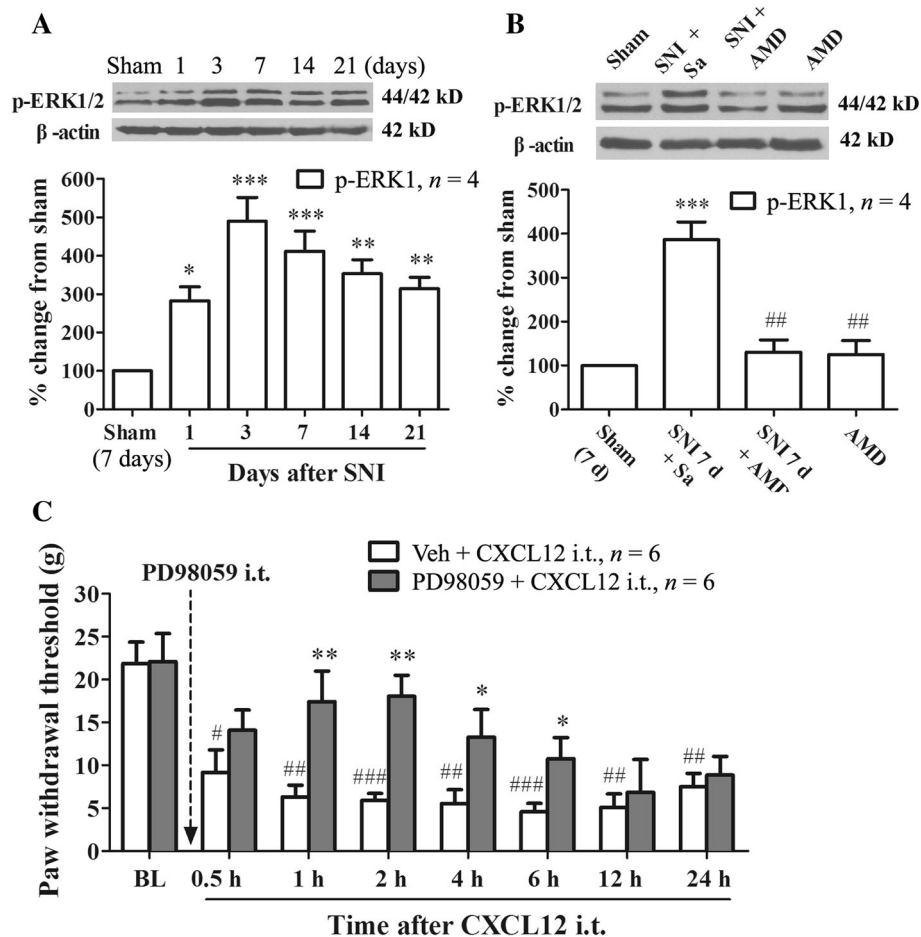 A
Sham 1 3 7 14 21 (days)
p-ERK1/2
44/42 kD
β -actin
42 kD
% change from sham
p-ERK1, n = 4
600
500
400
300
200
100
0
*
***
***
**
**
Sham
(7 days)
1 3 7 14 21
Days after SNI
B
Sham
SNI +
Sa
SNI +
AMD
AMD
p-ERK1/2
44/42 kD
β -actin
42 kD
% change from sham
p-ERK1, n = 4
500
400
300
200
100
0
***
##
##
Sham
(7 d)
SNI 7 d
+ Sa
SNI 7 d
+ AMD
AMD
C
Veh + CXCL12 i.t., n = 6
PD98059 + CXCL12 i.t., n = 6
PD98059 i.t.
Paw withdrawal threshold (g)
30
25
20
15
10
5
0
#
##
**
###
**
##
*
###
*
##
##
BL 0.5 h 1 h 2 h 4 h 6 h 12 h 24 h
Time after CXCL12 i.t.